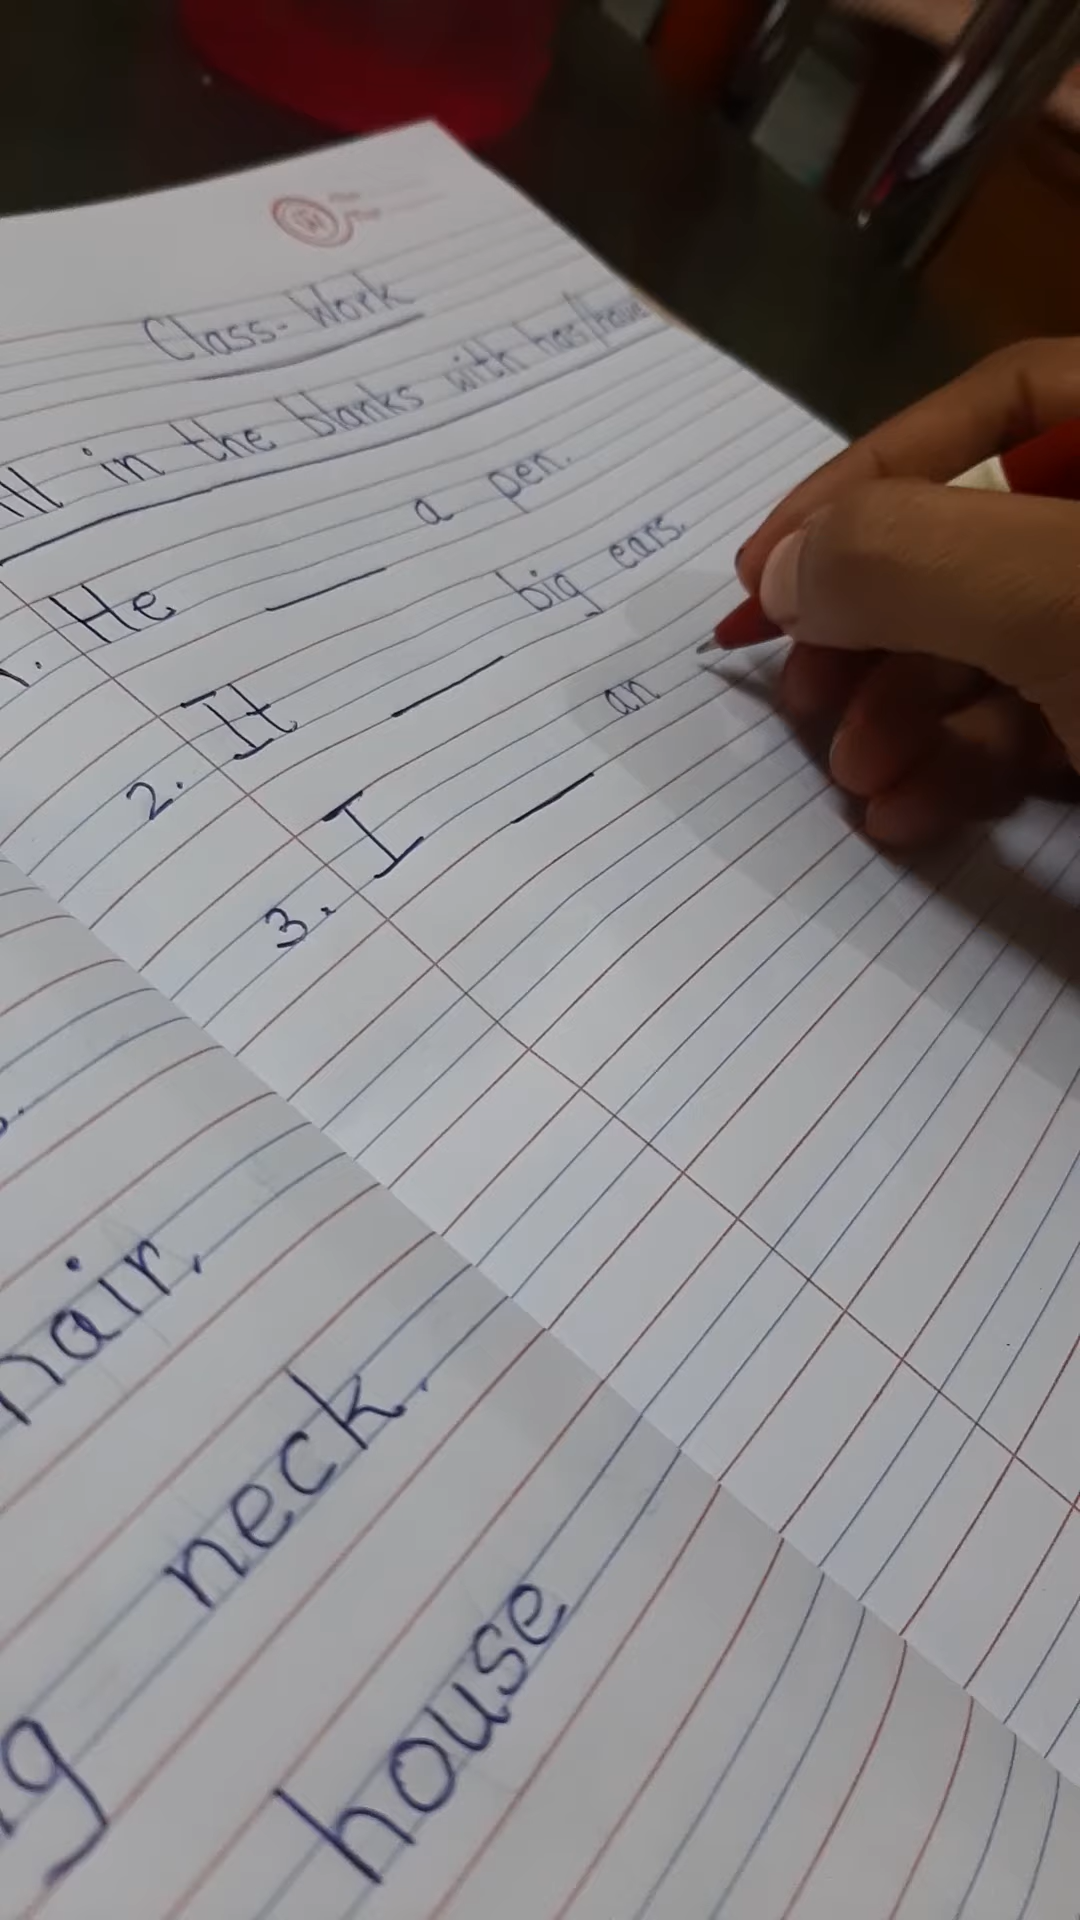 Class-Work
in the blanks with has/have
1. He ___ a pen.
2. It ___ big ears.
3. I ___ an
hair.
neck.
house